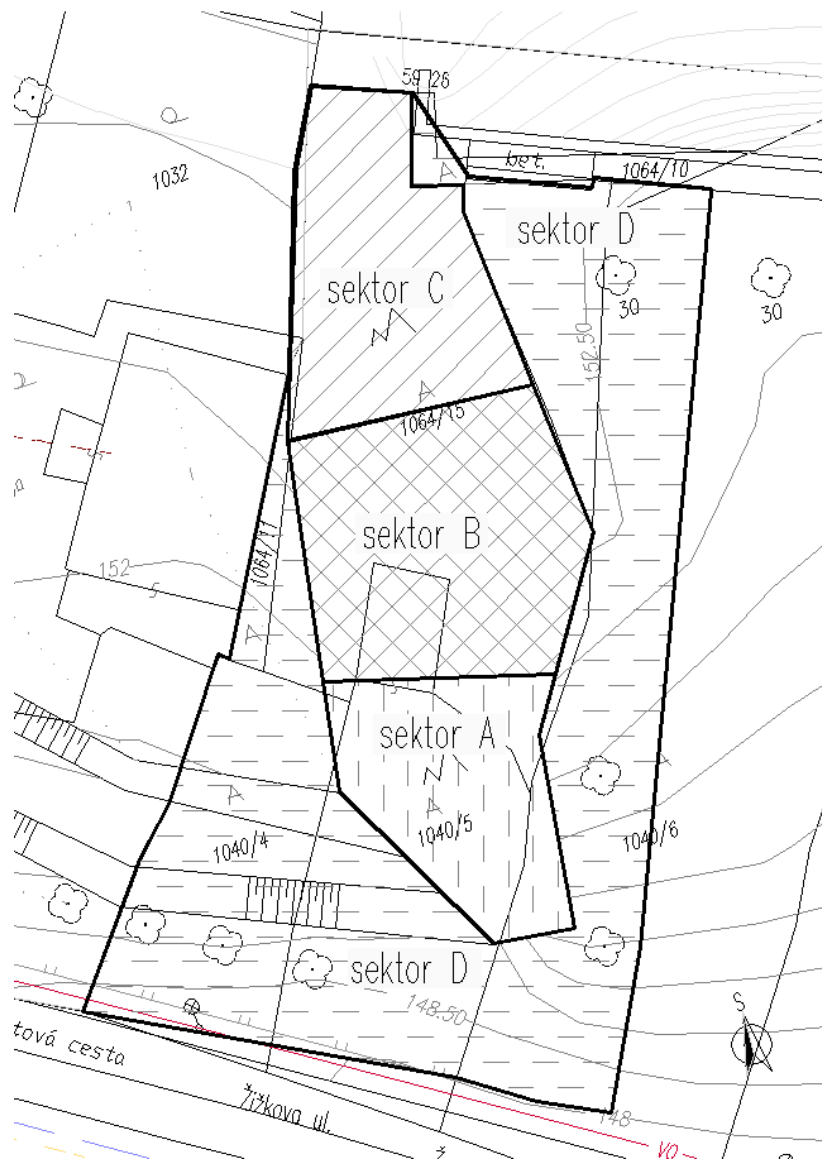 59 26
bet.
1064/10
1032
sektor D
sektor C
30
30
152.50
1064/15
sektor B
1064/11
152
sektor A
1040/5
1040/4
1040/6
sektor D
148.50
S
tová cesta
Žižkova ul.
148
VO
Ž